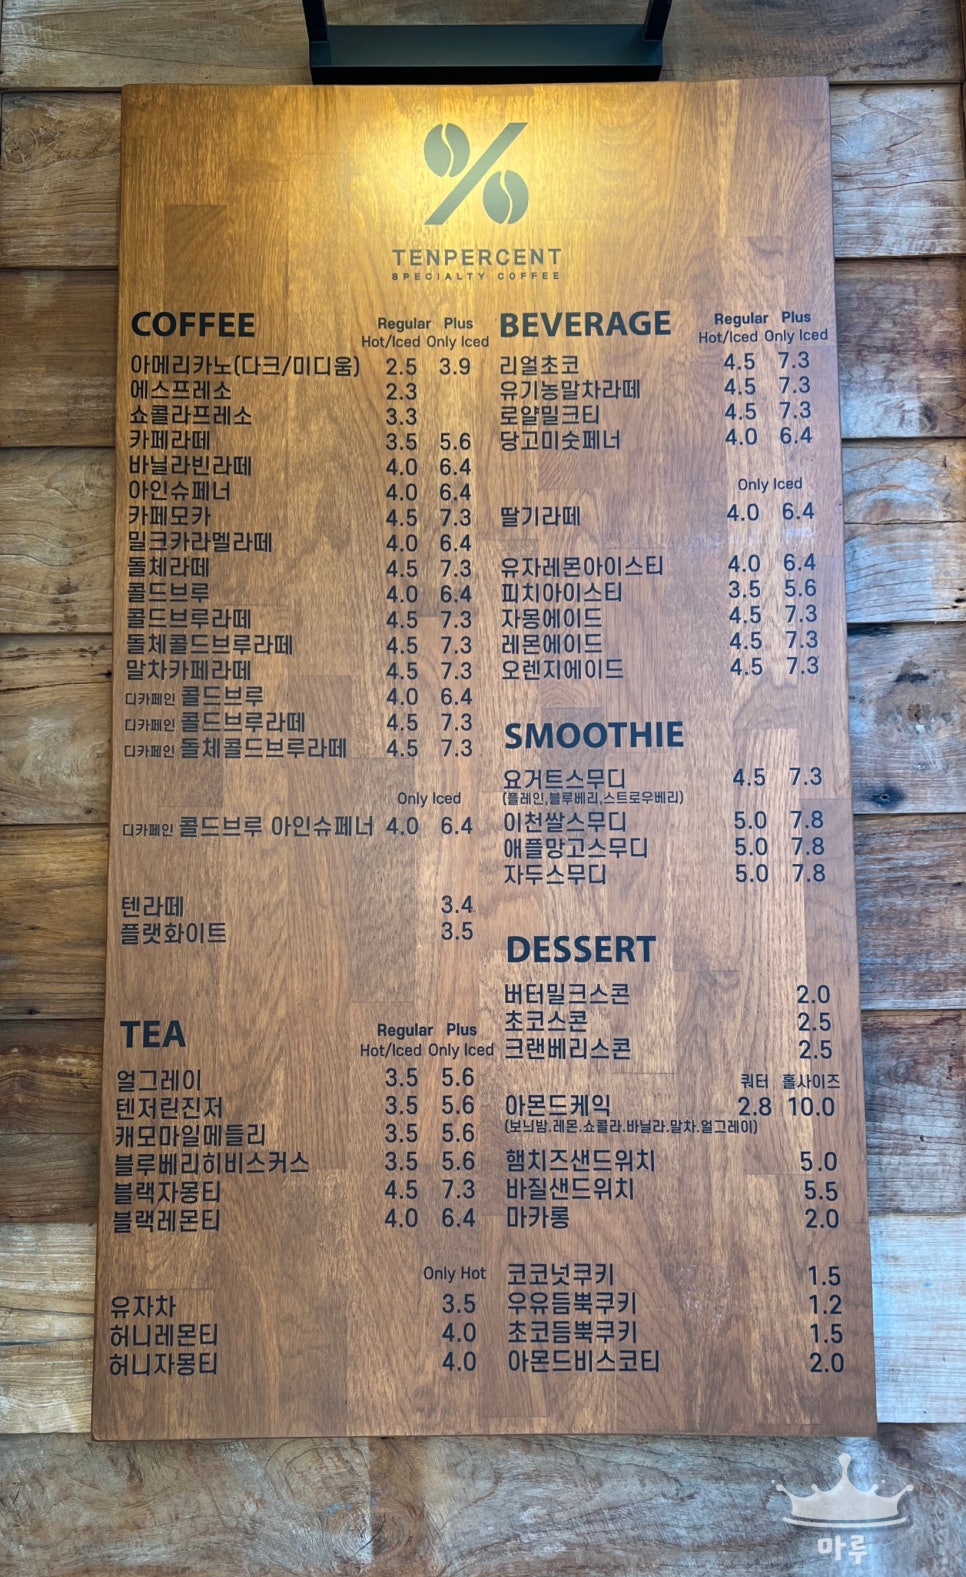 %
TENPERCENT
SPECIALTY COFFEE
COFFEE
Regular Plus
Hot/Iced Only Iced
아메리카노(다크/미디움) 2.5 3.9
에스프레소 2.3
쇼콜라프레소 3.3
카페라떼 3.5 5.6
바닐라빈라떼 4.0 6.4
아인슈페너 4.0 6.4
카페모카 4.5 7.3
밀크카라멜라떼 4.0 6.4
돌체라떼 4.5 7.3
콜드브루 4.0 6.4
콜드브루라떼 4.5 7.3
돌체콜드브루라떼 4.5 7.3
말차카페라떼 4.5 7.3
디카페인 콜드브루 4.0 6.4
디카페인 콜드브루라떼 4.5 7.3
디카페인 돌체콜드브루라떼 4.5 7.3
Only Iced
디카페인 콜드브루 아인슈페너 4.0 6.4
텐라떼 3.4
플랫화이트 3.5
TEA
Regular Plus
Hot/Iced Only Iced
얼그레이 3.5 5.6
텐저린진저 3.5 5.6
캐모마일메들리 3.5 5.6
블루베리히비스커스 3.5 5.6
블랙자몽티 4.5 7.3
블랙레몬티 4.0 6.4
Only Hot
유자차 3.5
허니레몬티 4.0
허니자몽티 4.0
BEVERAGE
Regular Plus
Hot/Iced Only Iced
리얼초코 4.5 7.3
유기농말차라떼 4.5 7.3
로얄밀크티 4.5 7.3
당고미숫페너 4.0 6.4
Only Iced
딸기라떼 4.0 6.4
유자레몬아이스티 4.0 6.4
피치아이스티 3.5 5.6
자몽에이드 4.5 7.3
레몬에이드 4.5 7.3
오렌지에이드 4.5 7.3
SMOOTHIE
요거트스무디 4.5 7.3
(플레인,블루베리,스트로우베리)
이천쌀스무디 5.0 7.8
애플망고스무디 5.0 7.8
자두스무디 5.0 7.8
DESSERT
버터밀크스콘 2.0
초코스콘 2.5
크랜베리스콘 2.5
쿼터 홀사이즈
아몬드케익 2.8 10.0
(보늬밤.레몬.쇼콜라.바닐라.말차.얼그레이)
햄치즈샌드위치 5.0
바질샌드위치 5.5
마카롱 2.0
코코넛쿠키 1.5
우유듬뿍쿠키 1.2
초코듬뿍쿠키 1.5
아몬드비스코티 2.0
마루